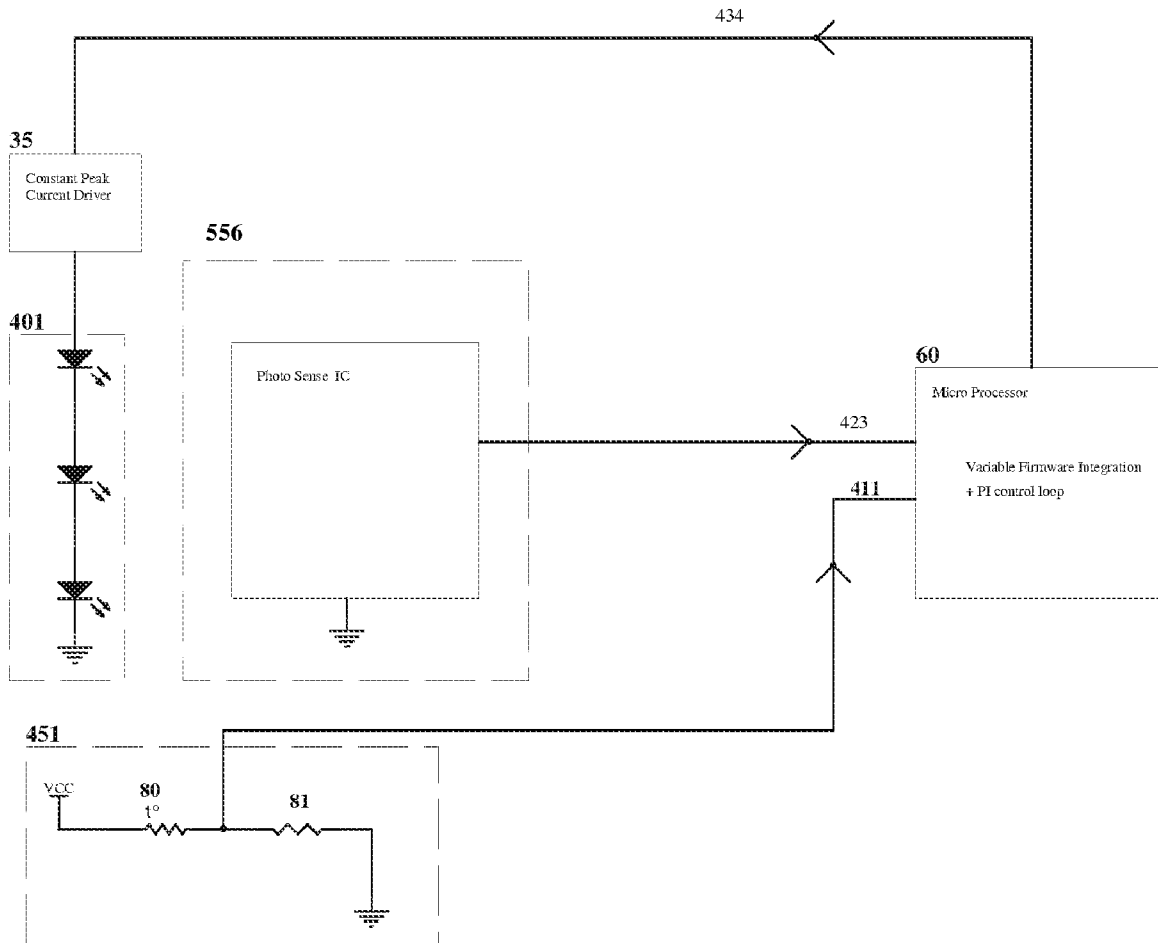 434
35
Constant Peak
Current Driver
556
401
Photo Sense IC
60
Micro Processor
423
Variable Firmware Integration
+ PI control loop
411
451
VCC
80
t°
81